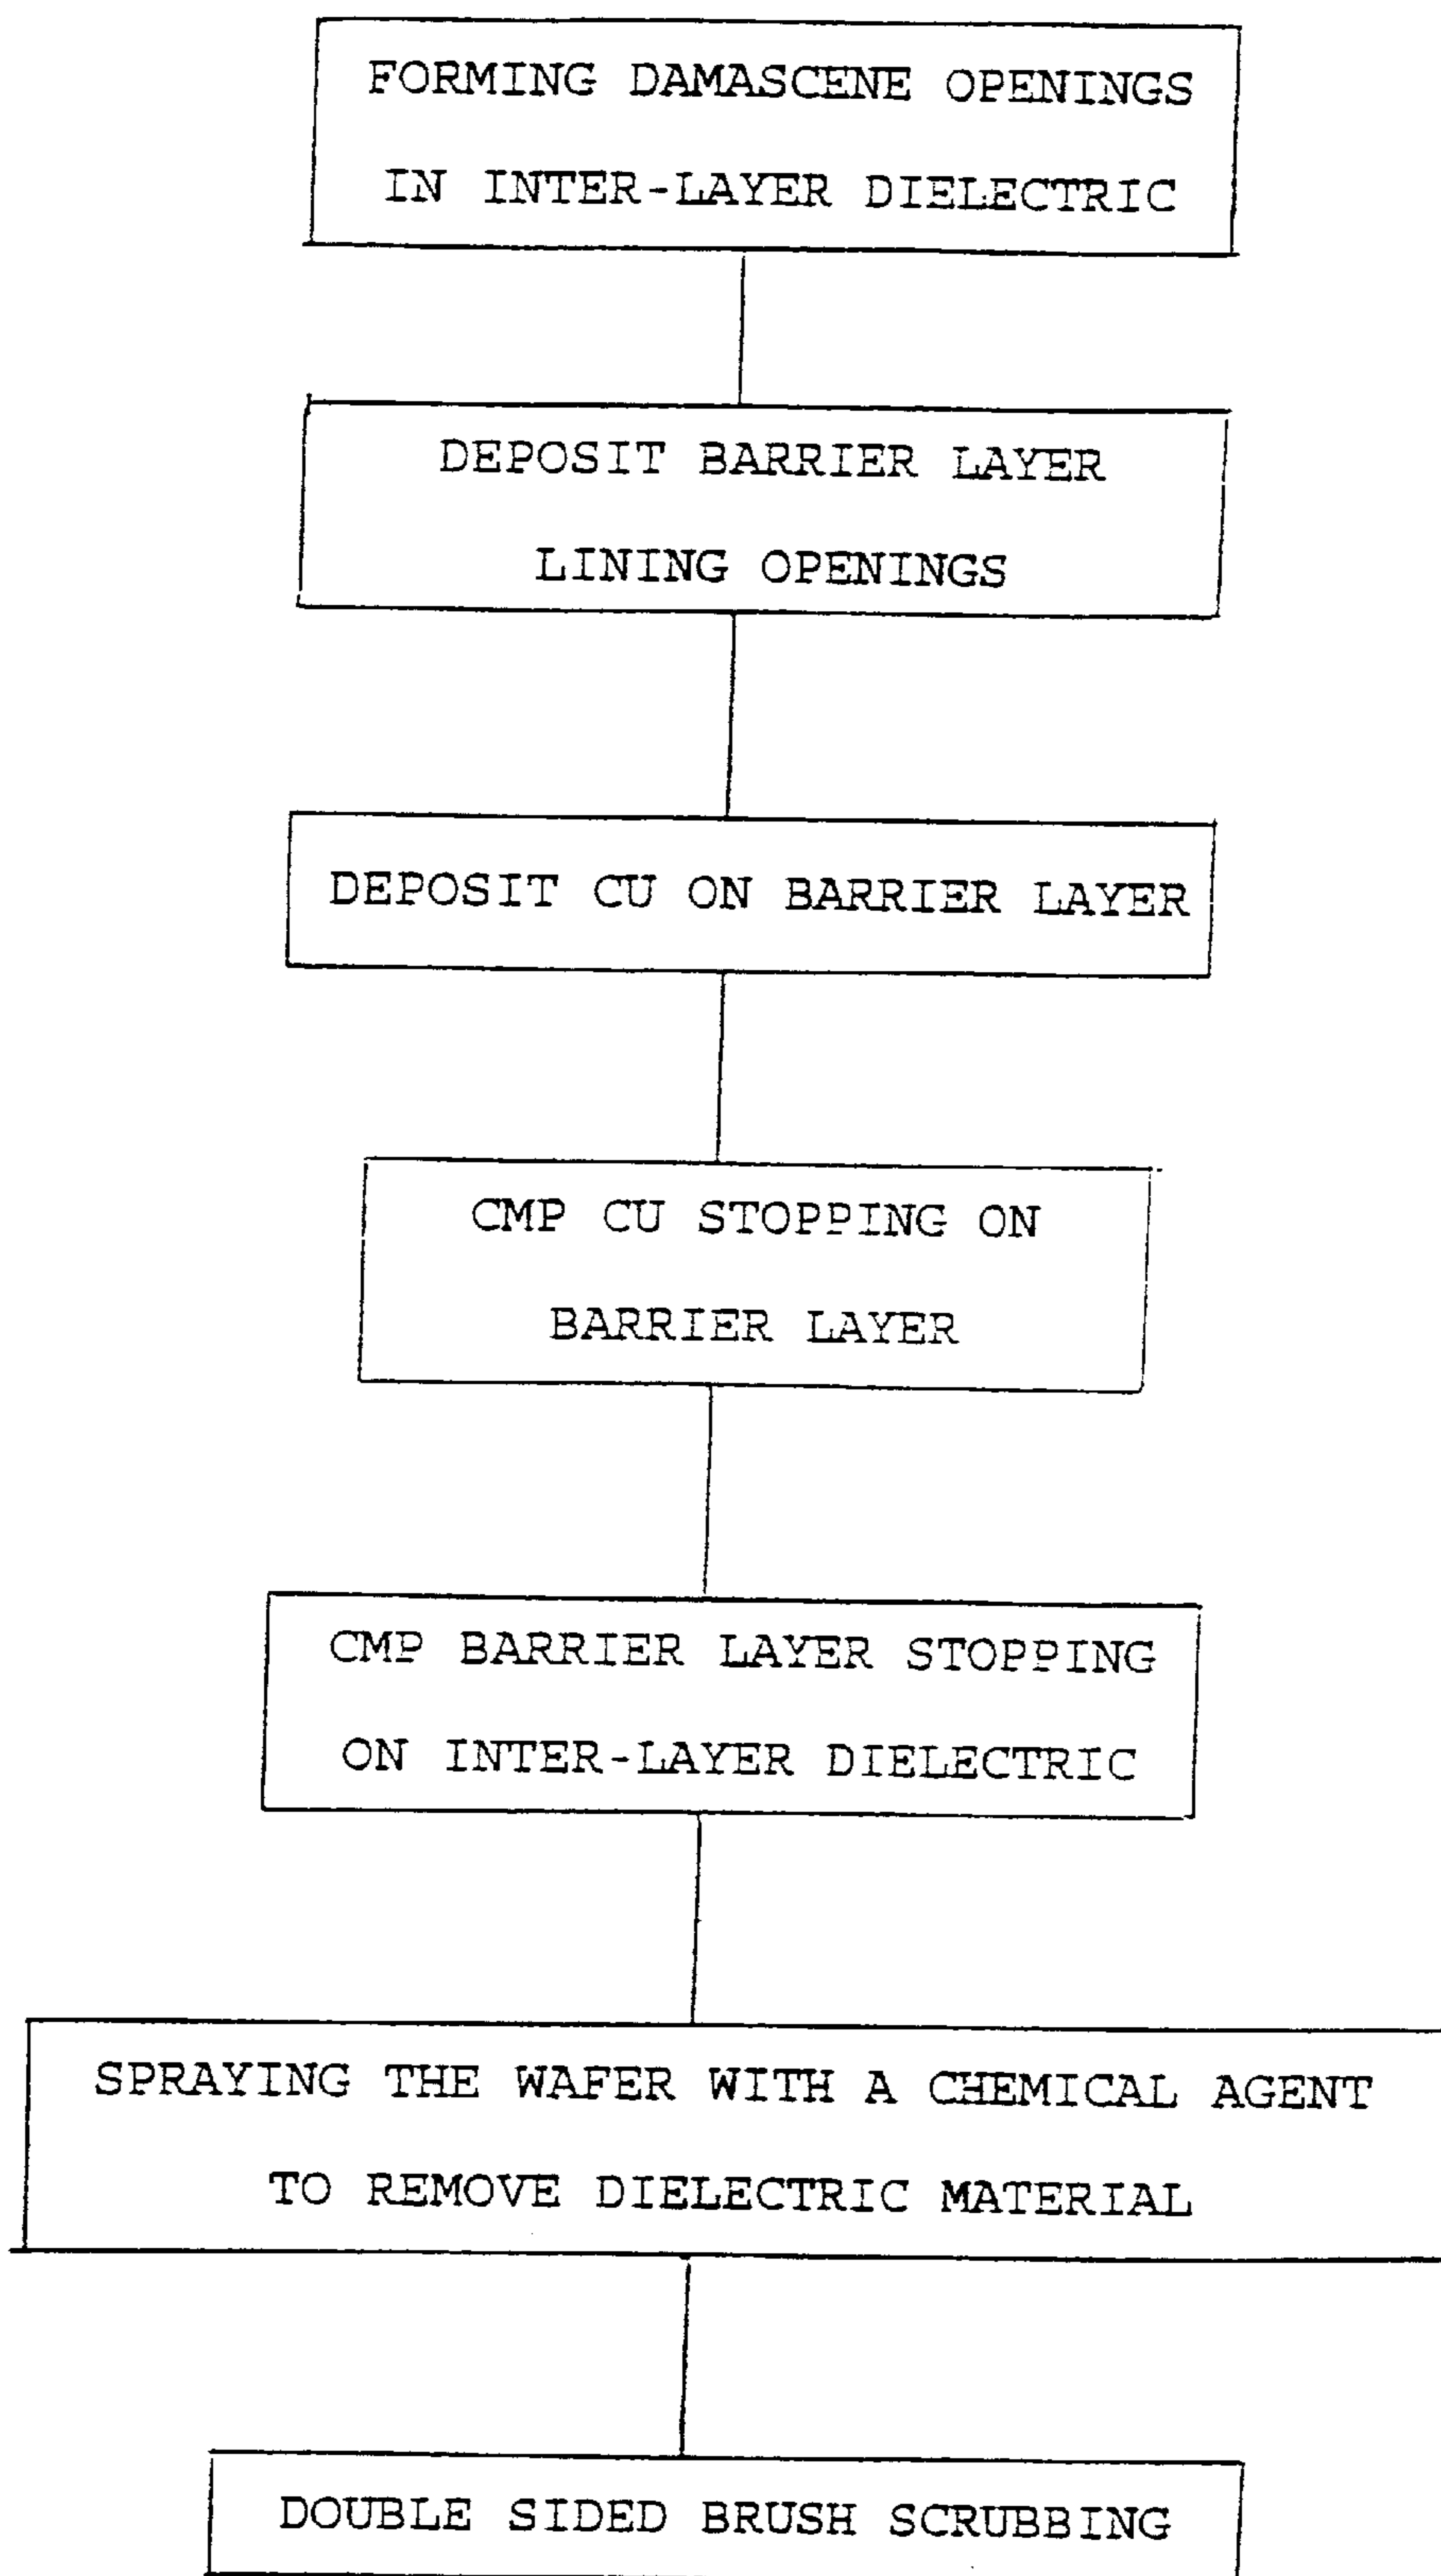 FORMING DAMASCENE OPENINGS
IN INTER-LAYER DIELECTRIC
DEPOSIT BARRIER LAYER
LINING OPENINGS
DEPOSIT CU ON BARRIER LAYER
CMP CU STOPPING ON
BARRIER LAYER
CMP BARRIER LAYER STOPPING
ON INTER-LAYER DIELECTRIC
SPRAYING THE WAFER WITH A CHEMICAL AGENT
TO REMOVE DIELECTRIC MATERIAL
DOUBLE SIDED BRUSH SCRUBBING